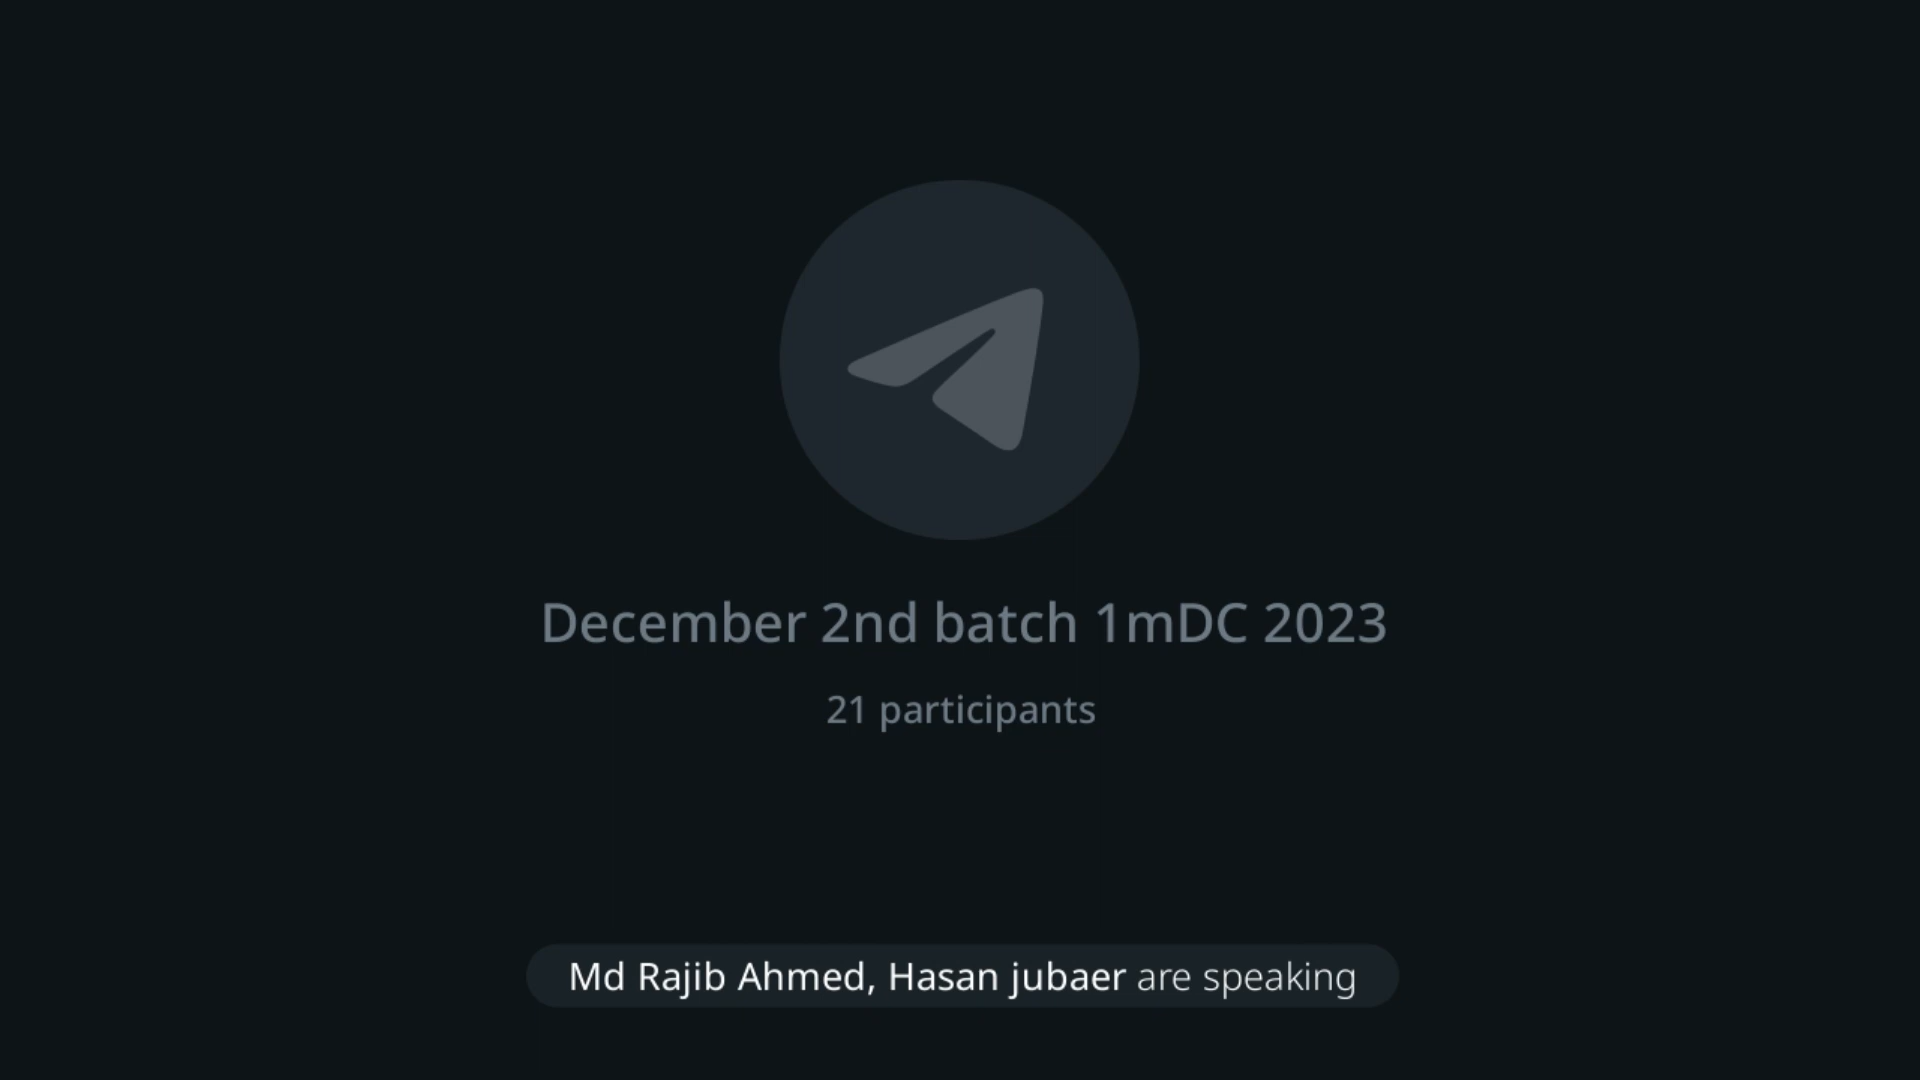 December 2nd batch 1mDC 2023
21 participants
Md Rajib Ahmed, Hasan jubaer are speaking